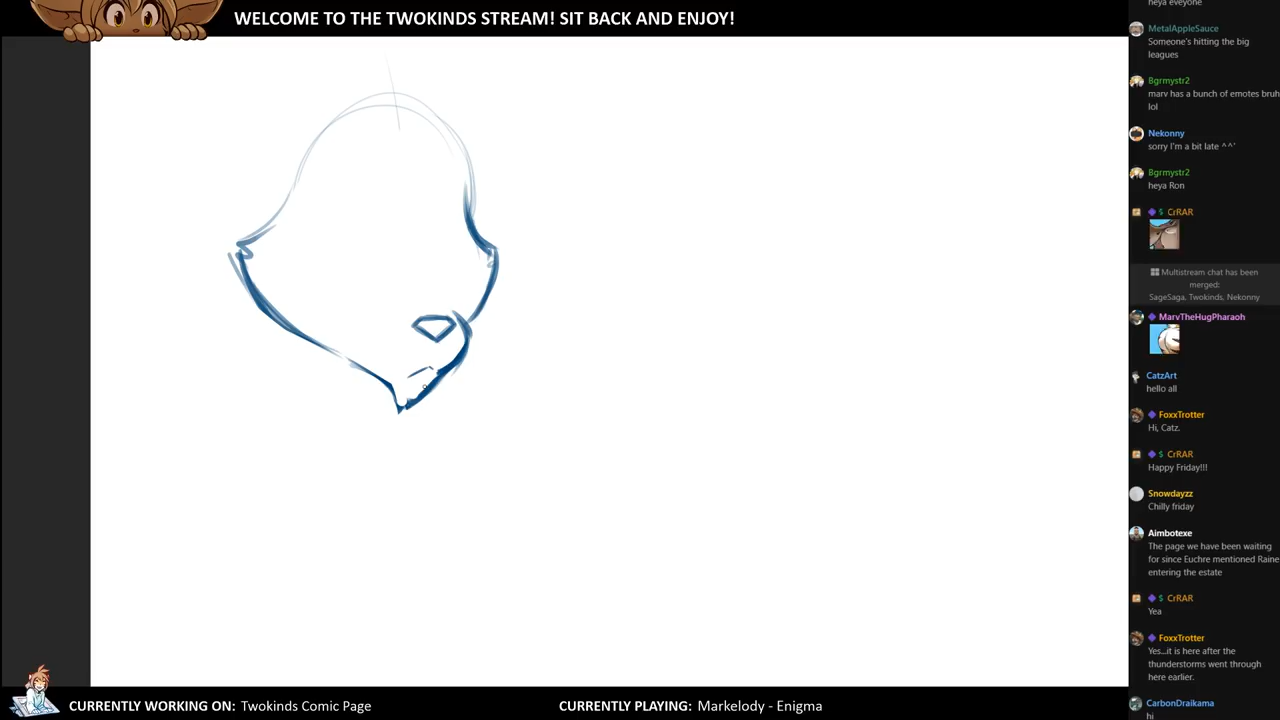 WELCOME TO THE TWOKINDS STREAM! SIT BACK AND ENJOY!
heya eveyone
MetalAppleSauce
Someone's hitting the big
leagues
Bgrmystr2
marv has a bunch of emotes bruh
lol
Nekonny
sorry I'm a bit late ^^'
Bgrmystr2
heya Ron
$ CrRAR
Multistream chat has been
merged:
SageSaga, Twokinds, Nekonny
MarvTheHugPharaoh
CatzArt
hello all
FoxxTrotter
Hi, Catz.
$ CrRAR
Happy Friday!!!
Snowdayzz
Chilly friday
Aimbotexe
The page we have been waiting
for since Euchre mentioned Raine
entering the estate
$ CrRAR
Yea
FoxxTrotter
Yes...it is here after the
thunderstorms went through
here earlier.
CarbonDraikama
hi
CURRENTLY WORKING ON: Twokinds Comic Page
CURRENTLY PLAYING: Markelody - Enigma